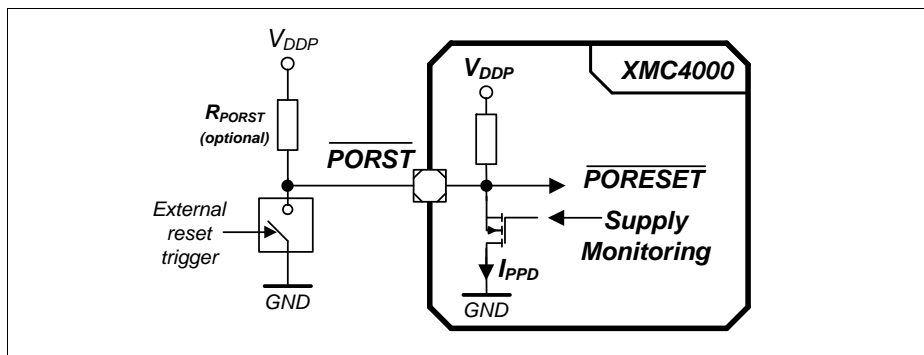 V_DDP
R_PORST
(optional)
External
reset
trigger
GND
PORST
XMC4000
V_DDP
PORESET
Supply
Monitoring
I_PPD
GND